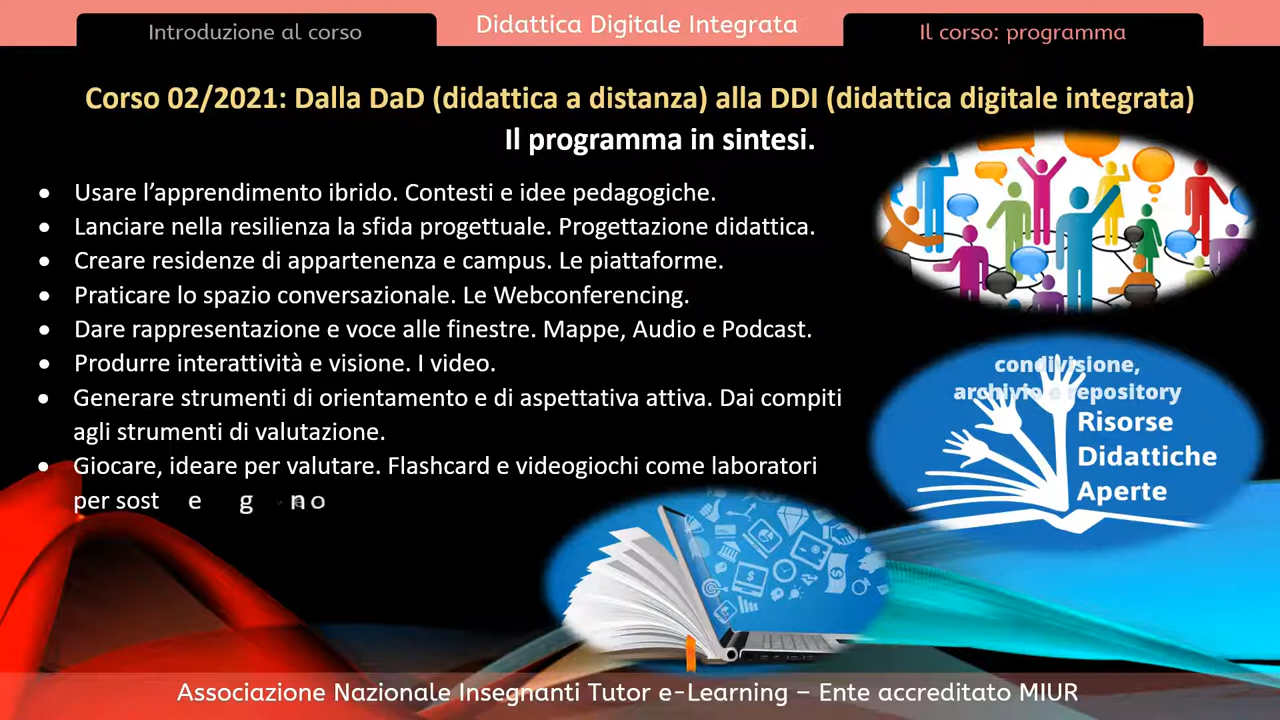 Introduzione al corso
Didattica Digitale Integrata
Il corso: programma
Corso 02/2021: Dalla DaD (didattica a distanza) alla DDI (didattica digitale integrata)
Il programma in sintesi.
• Usare l’apprendimento ibrido. Contesti e idee pedagogiche.
• Lanciare nella resilienza la sfida progettuale. Progettazione didattica.
• Creare residenze di appartenenza e campus. Le piattaforme.
• Praticare lo spazio conversazionale. Le Webconferencing.
• Dare rappresentazione e voce alle finestre. Mappe, Audio e Podcast.
• Produrre interattività e visione. I video.
• Generare strumenti di orientamento e di aspettativa attiva. Dai compiti
agli strumenti di valutazione.
• Giocare, ideare per valutare. Flashcard e videogiochi come laboratori
per sost e g no
condivisione,
archivio e repository
Risorse
Didattiche
Aperte
Associazione Nazionale Insegnanti Tutor e-Learning – Ente accreditato MIUR